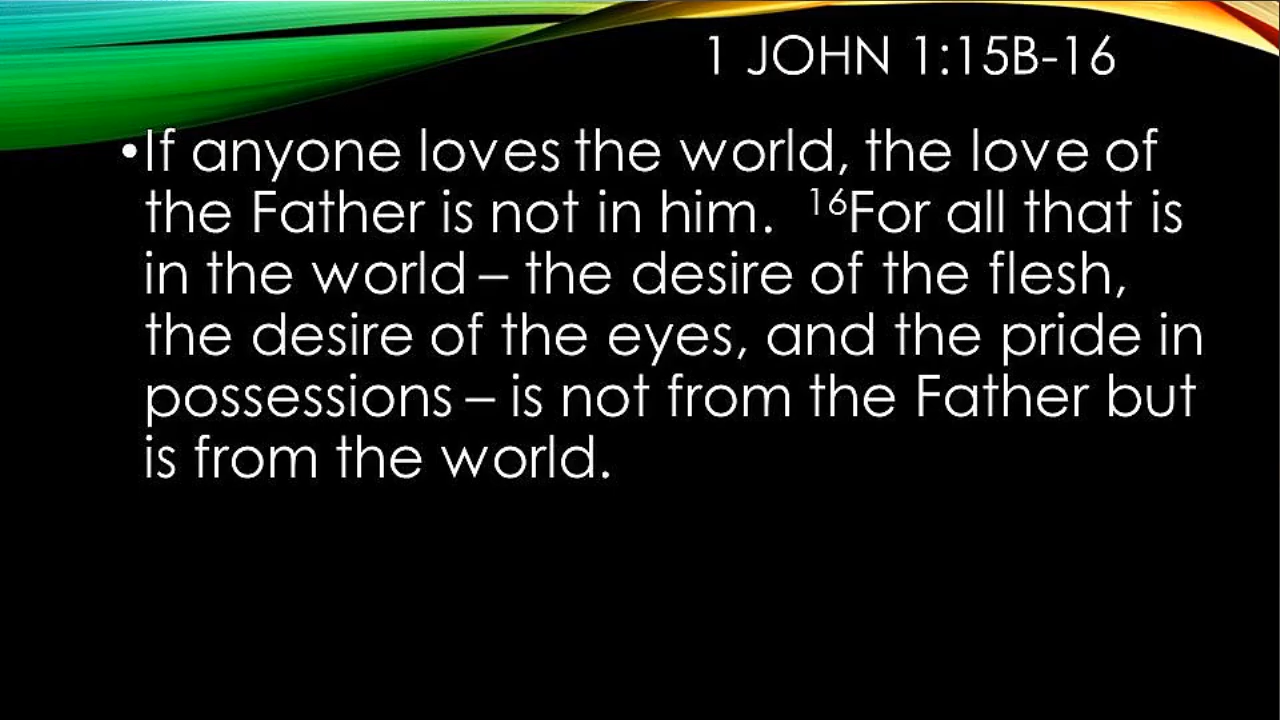 1 JOHN 1:15B-16
•If anyone loves the world, the love of
the Father is not in him. ¹⁶For all that is
in the world – the desire of the flesh,
the desire of the eyes, and the pride in
possessions – is not from the Father but
is from the world.